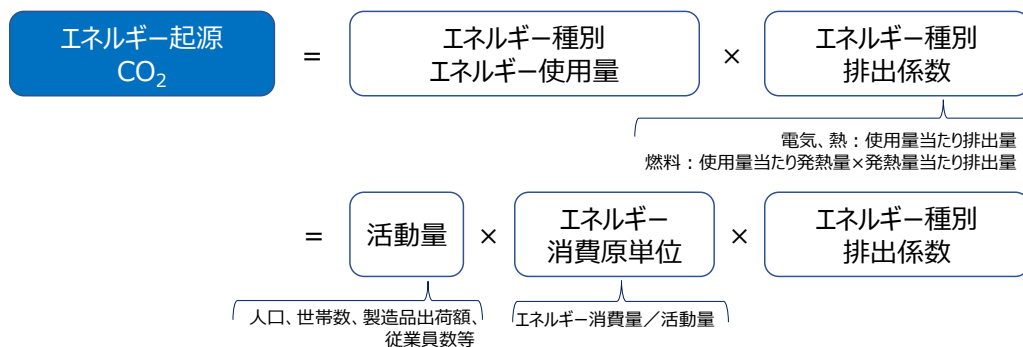 エネルギー起源
CO₂
=
エネルギー種別
エネルギー使用量
×
エネルギー種別
排出係数
電気、熱：使用量当たり排出量
燃料：使用量当たり発熱量×発熱量当たり排出量
=
活動量
×
エネルギー
消費原単位
×
エネルギー種別
排出係数
人口、世帯数、製造品出荷額、
従業員数等
エネルギー消費量／活動量